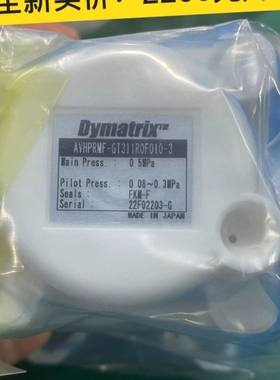 Dymatrix™
AVHPRMF-GT311R0F010-3
Main Press. : 0.5MPa
Pilot Press. : 0.08~0.3MPa
Seals : FKM-F
Serial : 22F02203-G
MADE IN JAPAN